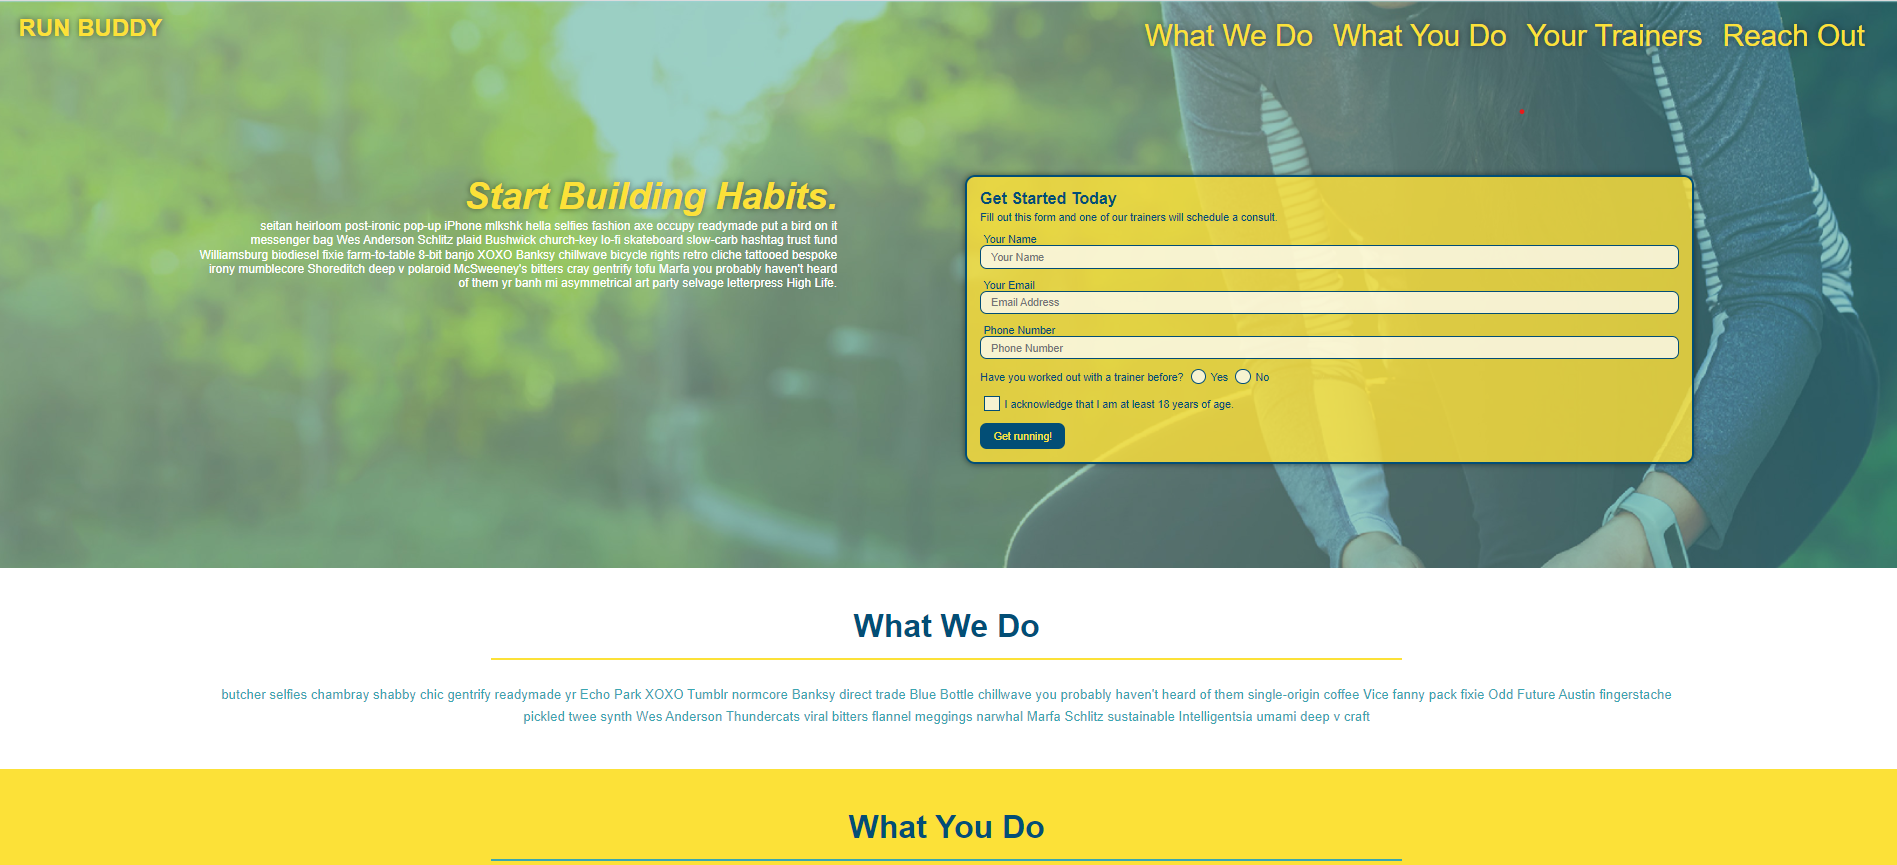 RUN BUDDY
What We Do What You Do Your Trainers Reach Out
Start Building Habits.
seitan heirloom post-ironic pop-up iPhone mlkshk hella selfies fashion axe occupy readymade put a bird on it
messenger bag Wes Anderson Schlitz plaid Bushwick church-key lo-fi skateboard slow-carb hashtag trust fund
Williamsburg biodiesel fixie farm-to-table 8-bit banjo XOXO Banksy chillwave bicycle rights retro cliche tattooed bespoke
irony mumblecore Shoreditch deep v polaroid McSweeney's bitters cray gentrify tofu Marfa you probably haven't heard
of them yr banh mi asymmetrical art party selvage letterpress High Life.
Get Started Today
Fill out this form and one of our trainers will schedule a consult.
Your Name
Your Name
Your Email
Email Address
Phone Number
Phone Number
Have you worked out with a trainer before? Yes No
I acknowledge that I am at least 18 years of age.
Get running!
What We Do
butcher selfies chambray shabby chic gentrify readymade yr Echo Park XOXO Tumblr normcore Banksy direct trade Blue Bottle chillwave you probably haven't heard of them single-origin coffee Vice fanny pack fixie Odd Future Austin fingerstache
pickled twee synth Wes Anderson Thundercats viral bitters flannel meggings narwhal Marfa Schlitz sustainable Intelligentsia umami deep v craft
What You Do